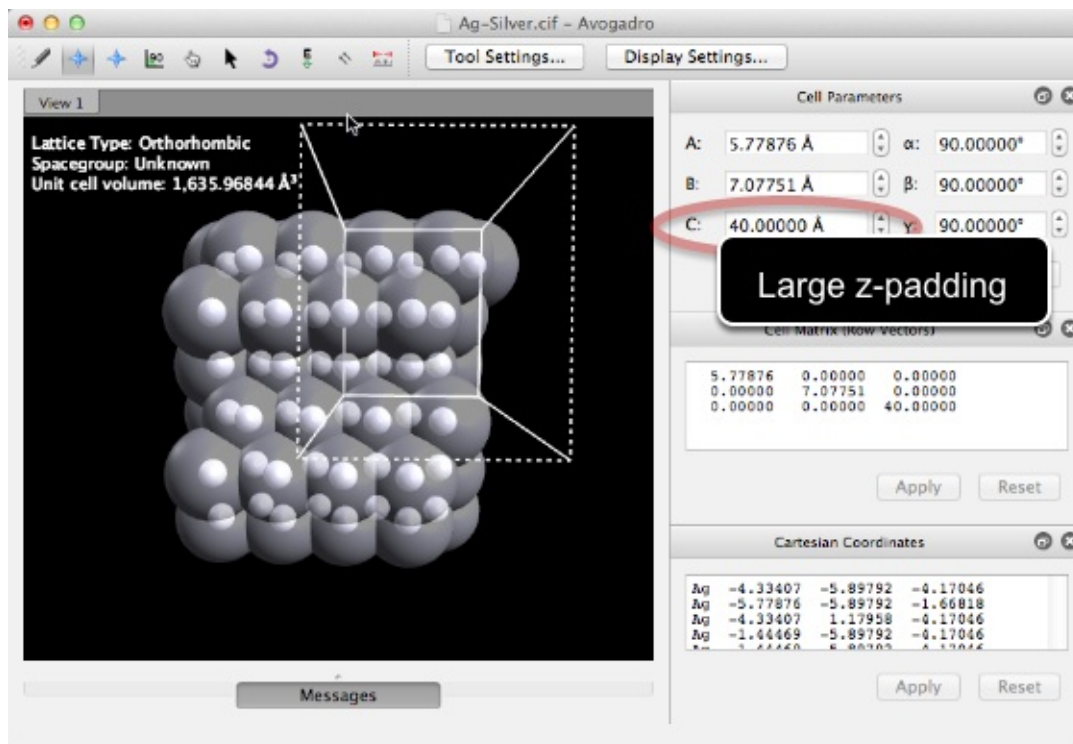 Ag-Silver.cif - Avogadro
Tool Settings... Display Settings...
View 1
Lattice Type: Orthorhombic
Spacegroup: Unknown
Unit cell volume: 1,635.96844 Å³
Cell Parameters
A: 5.77876 Å α: 90.00000°
B: 7.07751 Å β: 90.00000°
C: 40.00000 Å γ: 90.00000°
Large z-padding
Cell Matrix (Row Vectors)
5.77876 0.00000 0.00000
0.00000 7.07751 0.00000
0.00000 0.00000 40.00000
Apply Reset
Cartesian Coordinates
Ag -4.33407 -5.89792 -4.17046
Ag -5.77876 -5.89792 -1.66818
Ag -4.33407 1.17958 -4.17046
Ag -1.44469 -5.89792 -4.17046
Apply Reset
Messages